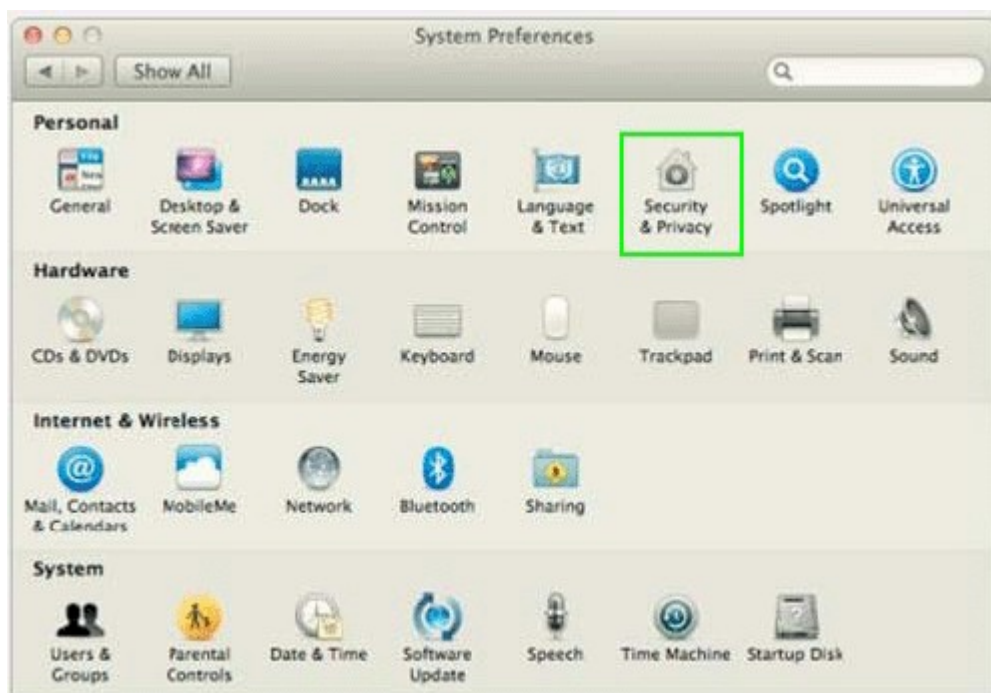 System Preferences
Show All
Personal
General
Desktop & Screen Saver
Dock
Mission Control
Language & Text
Security & Privacy
Spotlight
Universal Access
Hardware
CDs & DVDs
Displays
Energy Saver
Keyboard
Mouse
Trackpad
Print & Scan
Sound
Internet & Wireless
Mail, Contacts & Calendars
MobileMe
Network
Bluetooth
Sharing
System
Users & Groups
Parental Controls
Date & Time
Software Update
Speech
Time Machine
Startup Disk